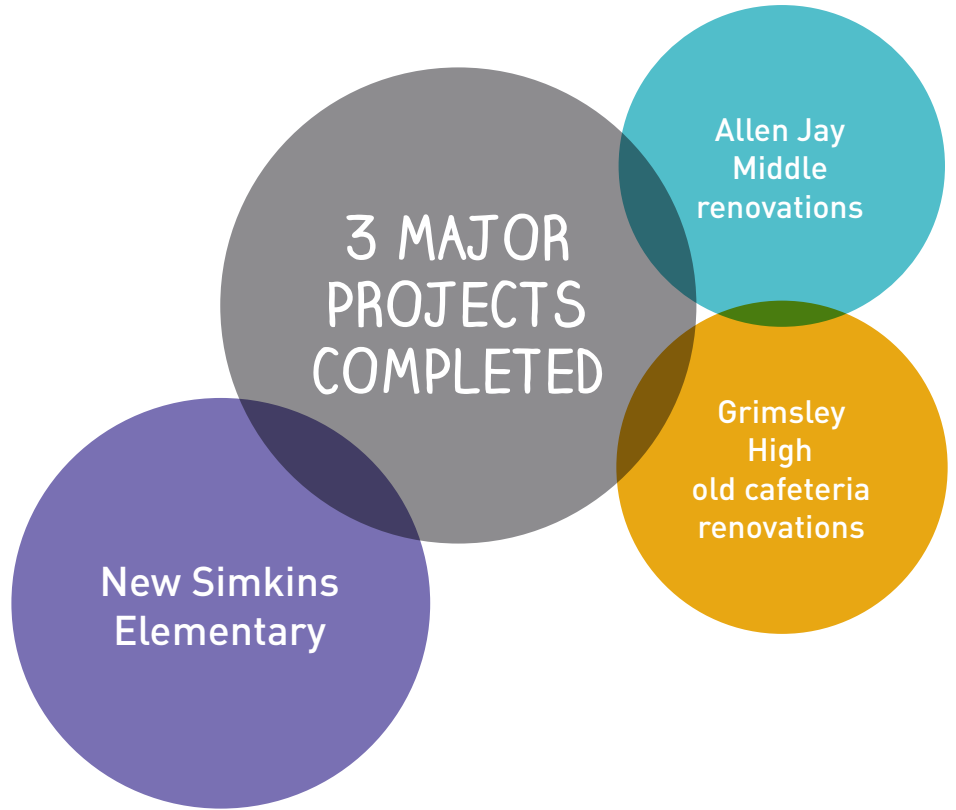 3 MAJOR
PROJECTS
COMPLETED
Allen Jay
Middle
renovations
Grimsley
High
old cafeteria
renovations
New Simkins
Elementary